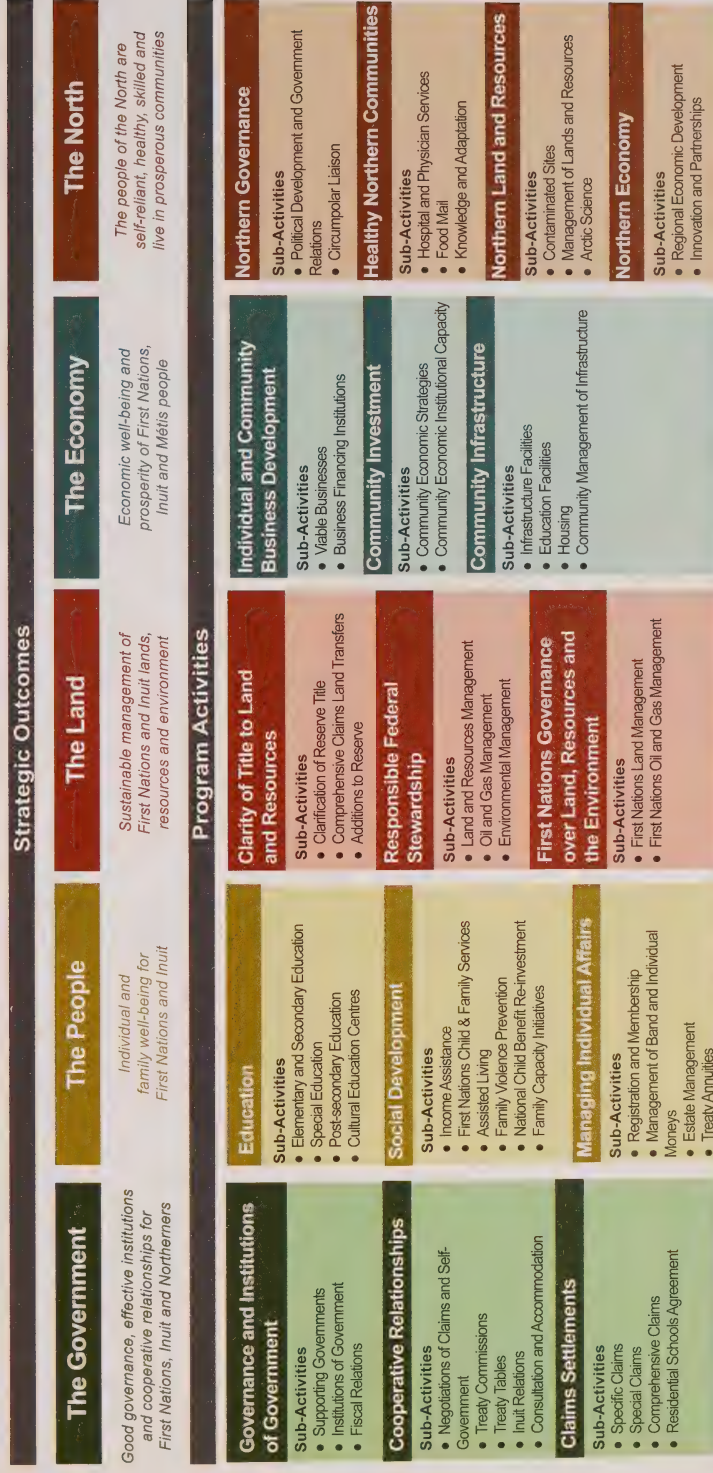 Strategic Outcomes
The Government
Good governance, effective institutions
and cooperative relationships for
First Nations, Inuit and Northerners
The People
Individual and
family well-being for
First Nations and Inuit
The Land
Sustainable management of
First Nations and Inuit lands,
resources and environment
The Economy
Economic well-being and
prosperity of First Nations,
Inuit and Métis people
The North
The people of the North are
self-reliant, healthy, skilled and
live in prosperous communities
Program Activities
Governance and Institutions
of Government
Sub-Activities
• Supporting Governments
• Institutions of Government
• Fiscal Relations
Cooperative Relationships
Sub-Activities
• Negotiations of Claims and Self-
Government
• Treaty Commissions
• Treaty Tables
• Inuit Relations
• Consultation and Accommodation
Claims Settlements
Sub-Activities
• Specific Claims
• Special Claims
• Comprehensive Claims
• Residential Schools Agreement
Education
Sub-Activities
• Elementary and Secondary Education
• Special Education
• Post-secondary Education
• Cultural Education Centres
Social Development
Sub-Activities
• Income Assistance
• First Nations Child & Family Services
• Assisted Living
• Family Violence Prevention
• National Child Benefit Re-investment
• Family Capacity Initiatives
Managing Individual Affairs
Sub-Activities
• Registration and Membership
• Management of Band and Individual
Moneys
• Estate Management
• Treaty Annuities
Clarity of Title to Land
and Resources
Sub-Activities
• Clarification of Reserve Title
• Comprehensive Claims Land Transfers
• Additions to Reserve
Responsible Federal
Stewardship
Sub-Activities
• Land and Resources Management
• Oil and Gas Management
• Environmental Management
First Nations Governance
over Land, Resources and
the Environment
Sub-Activities
• First Nations Land Management
• First Nations Oil and Gas Management
Individual and Community
Business Development
Sub-Activities
• Viable Businesses
• Business Financing Institutions
Community Investment
Sub-Activities
• Community Economic Strategies
• Community Economic Institutional Capacity
Community Infrastructure
Sub-Activities
• Infrastructure Facilities
• Education Facilities
• Housing
• Community Management of Infrastructure
Northern Governance
Sub-Activities
• Political Development and Government
Relations
• Circumpolar Liaison
Healthy Northern Communities
Sub-Activities
• Hospital and Physician Services
• Food Mail
• Knowledge and Adaptation
Northern Land and Resources
Sub-Activities
• Contaminated Sites
• Management of Lands and Resources
• Arctic Science
Northern Economy
Sub-Activities
• Regional Economic Development
• Innovation and Partnerships